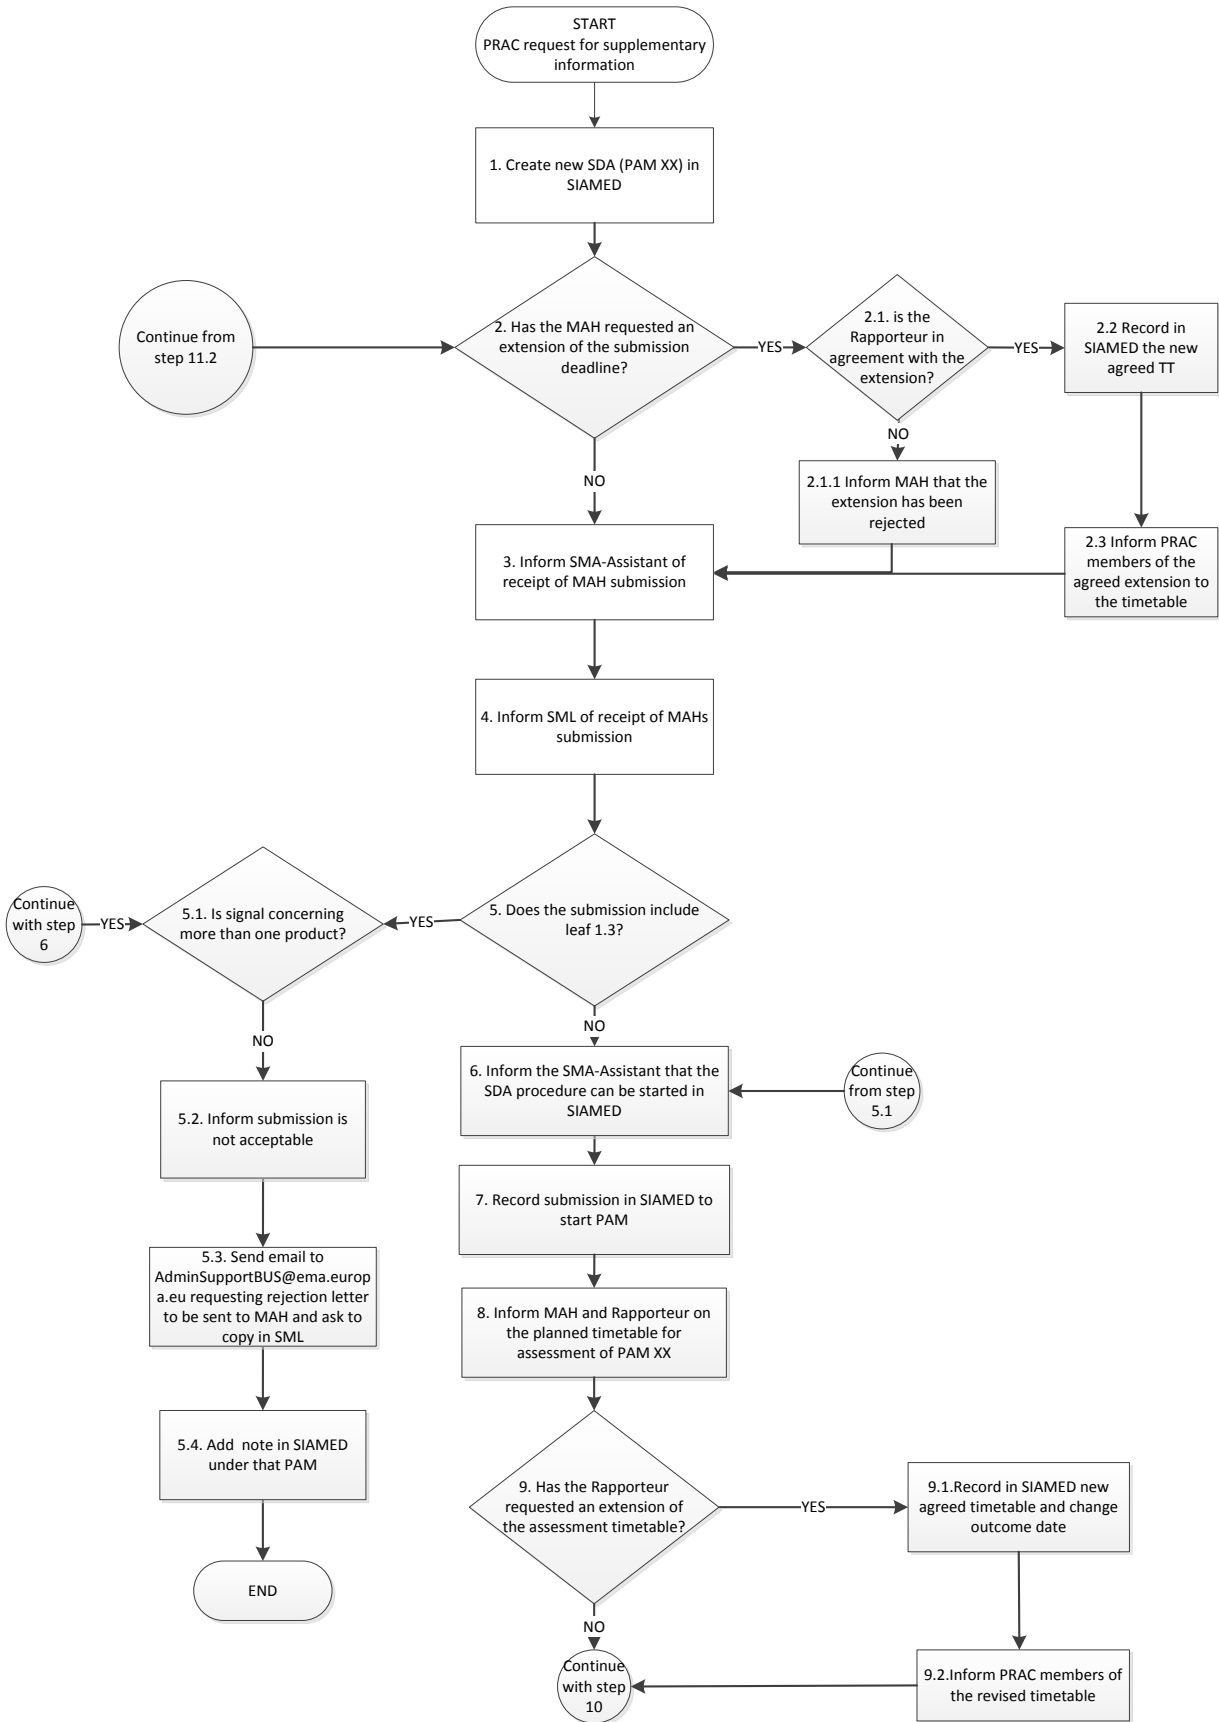 START
PRAC request for supplementary
information
1. Create new SDA (PAM XX) in
SIAMED
Continue from
step 11.2
2. Has the MAH requested an
extension of the submission
deadline?
YES
2.1. is the
Rapporteur in
agreement with the
extension?
YES
2.2 Record in
SIAMED the new
agreed TT
NO
NO
2.1.1 Inform MAH that the
extension has been
rejected
2.3 Inform PRAC
members of the
agreed extension to
the timetable
3. Inform SMA-Assistant of
receipt of MAH submission
4. Inform SML of receipt of MAHs
submission
Continue
with step
6
YES
5.1. Is signal concerning
more than one product?
YES
5. Does the submission include
leaf 1.3?
NO
NO
6. Inform the SMA-Assistant that the
SDA procedure can be started in
SIAMED
Continue
from step
5.1
5.2. Inform submission is
not acceptable
7. Record submission in SIAMED to
start PAM
5.3. Send email to
AdminSupportBUS@ema.europ
a.eu requesting rejection letter
to be sent to MAH and ask to
copy in SML
8. Inform MAH and Rapporteur on
the planned timetable for
assessment of PAM XX
5.4. Add  note in SIAMED
under that PAM
9. Has the Rapporteur
requested an extension of
the assessment timetable?
YES
9.1.Record in SIAMED new
agreed timetable and change
outcome date
END
NO
Continue
with step
10
9.2.Inform PRAC members of
the revised timetable